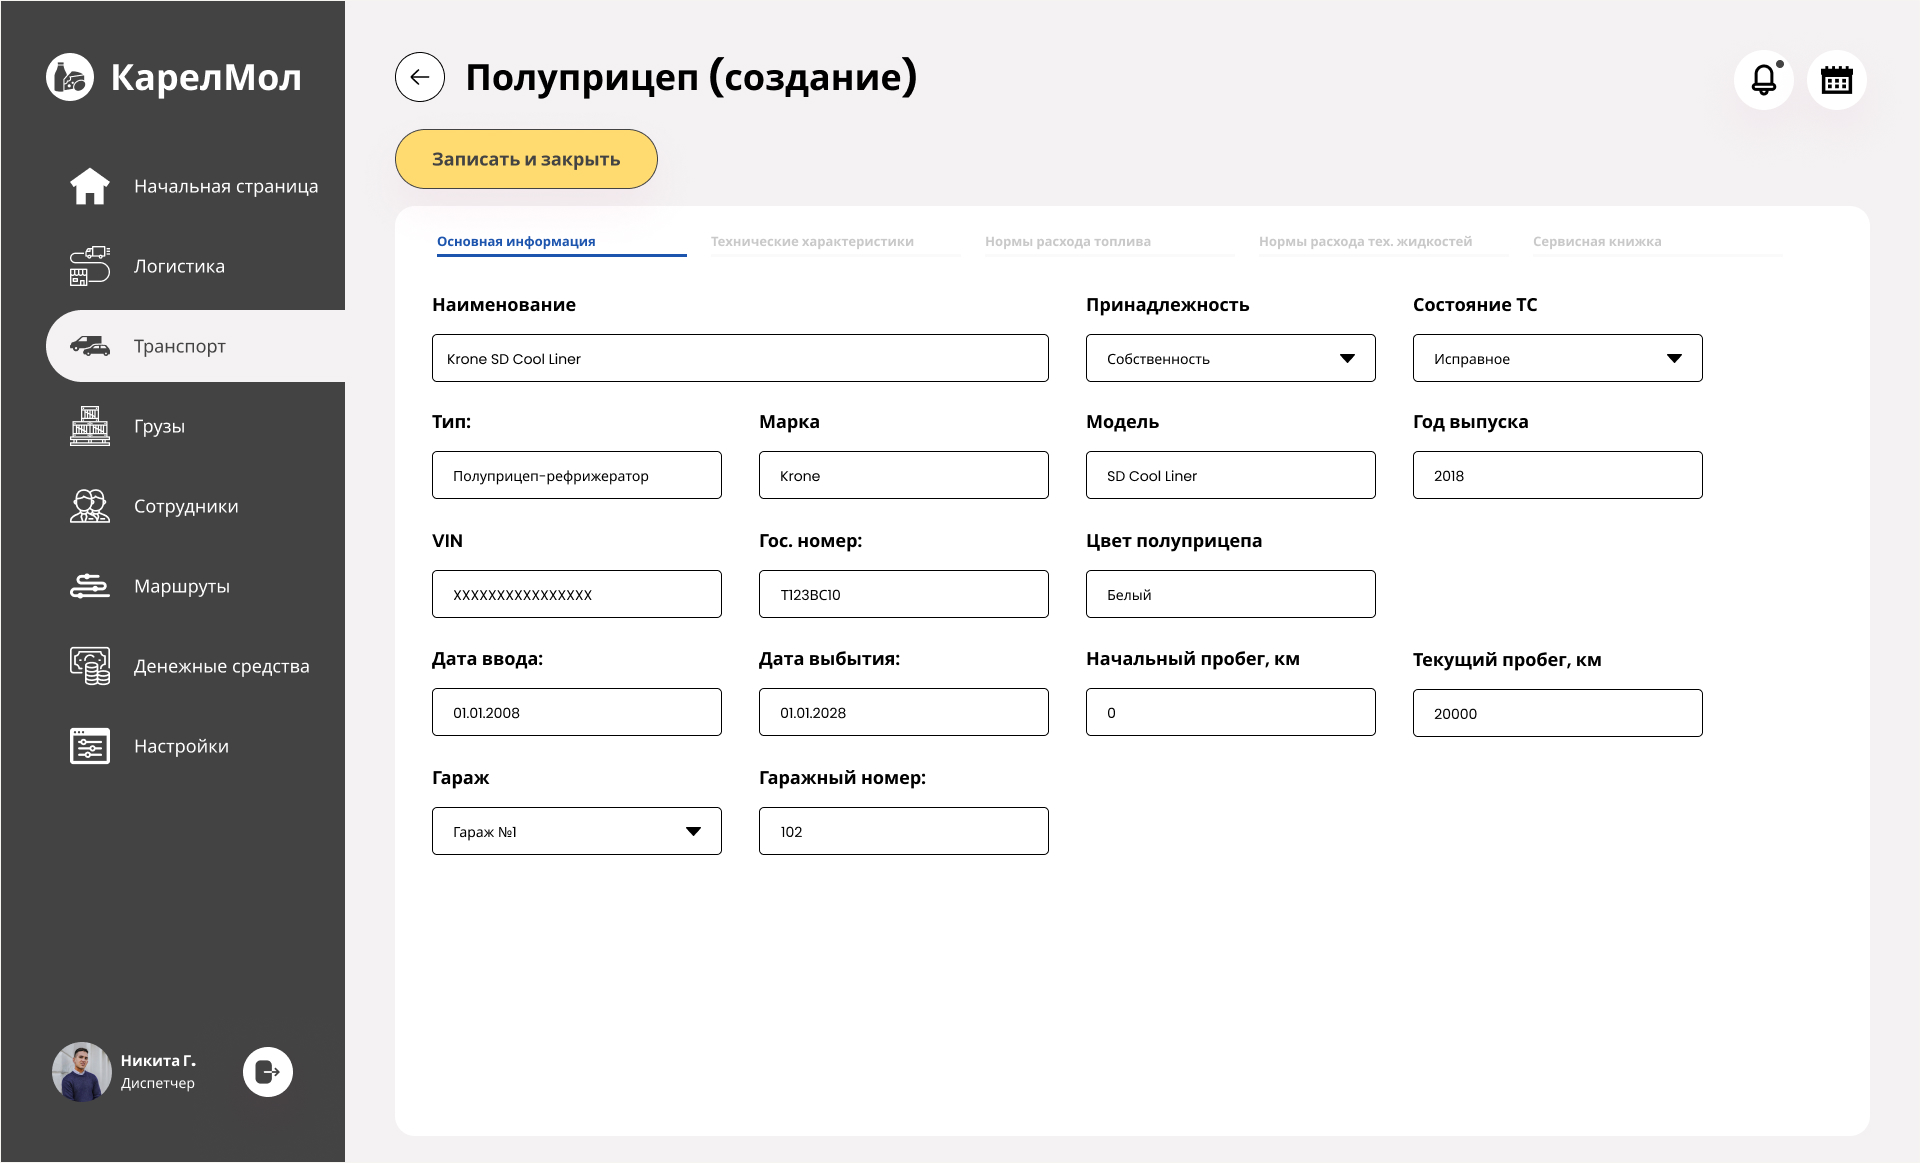 КарелМол
Полуприцеп (создание)
Записать и закрыть
Начальная страница
Логистика
Транспорт
Грузы
Сотрудники
Маршруты
Денежные средства
Настройки
Никита Г.
Диспетчер
Основная информация
Технические характеристики
Нормы расхода топлива
Нормы расхода тех. жидкостей
Сервисная книжка
Наименование
Krone SD Cool Liner
Принадлежность
Собственность
Состояние ТС
Исправное
Тип:
Полуприцеп-рефрижератор
Марка
Krone
Модель
SD Cool Liner
Год выпуска
2018
VIN
XXXXXXXXXXXXXXXX
Гос. номер:
Т123ВС10
Цвет полуприцепа
Белый
Дата ввода:
01.01.2008
Дата выбытия:
01.01.2028
Начальный пробег, км
0
Текущий пробег, км
20000
Гараж
Гараж №1
Гаражный номер:
102